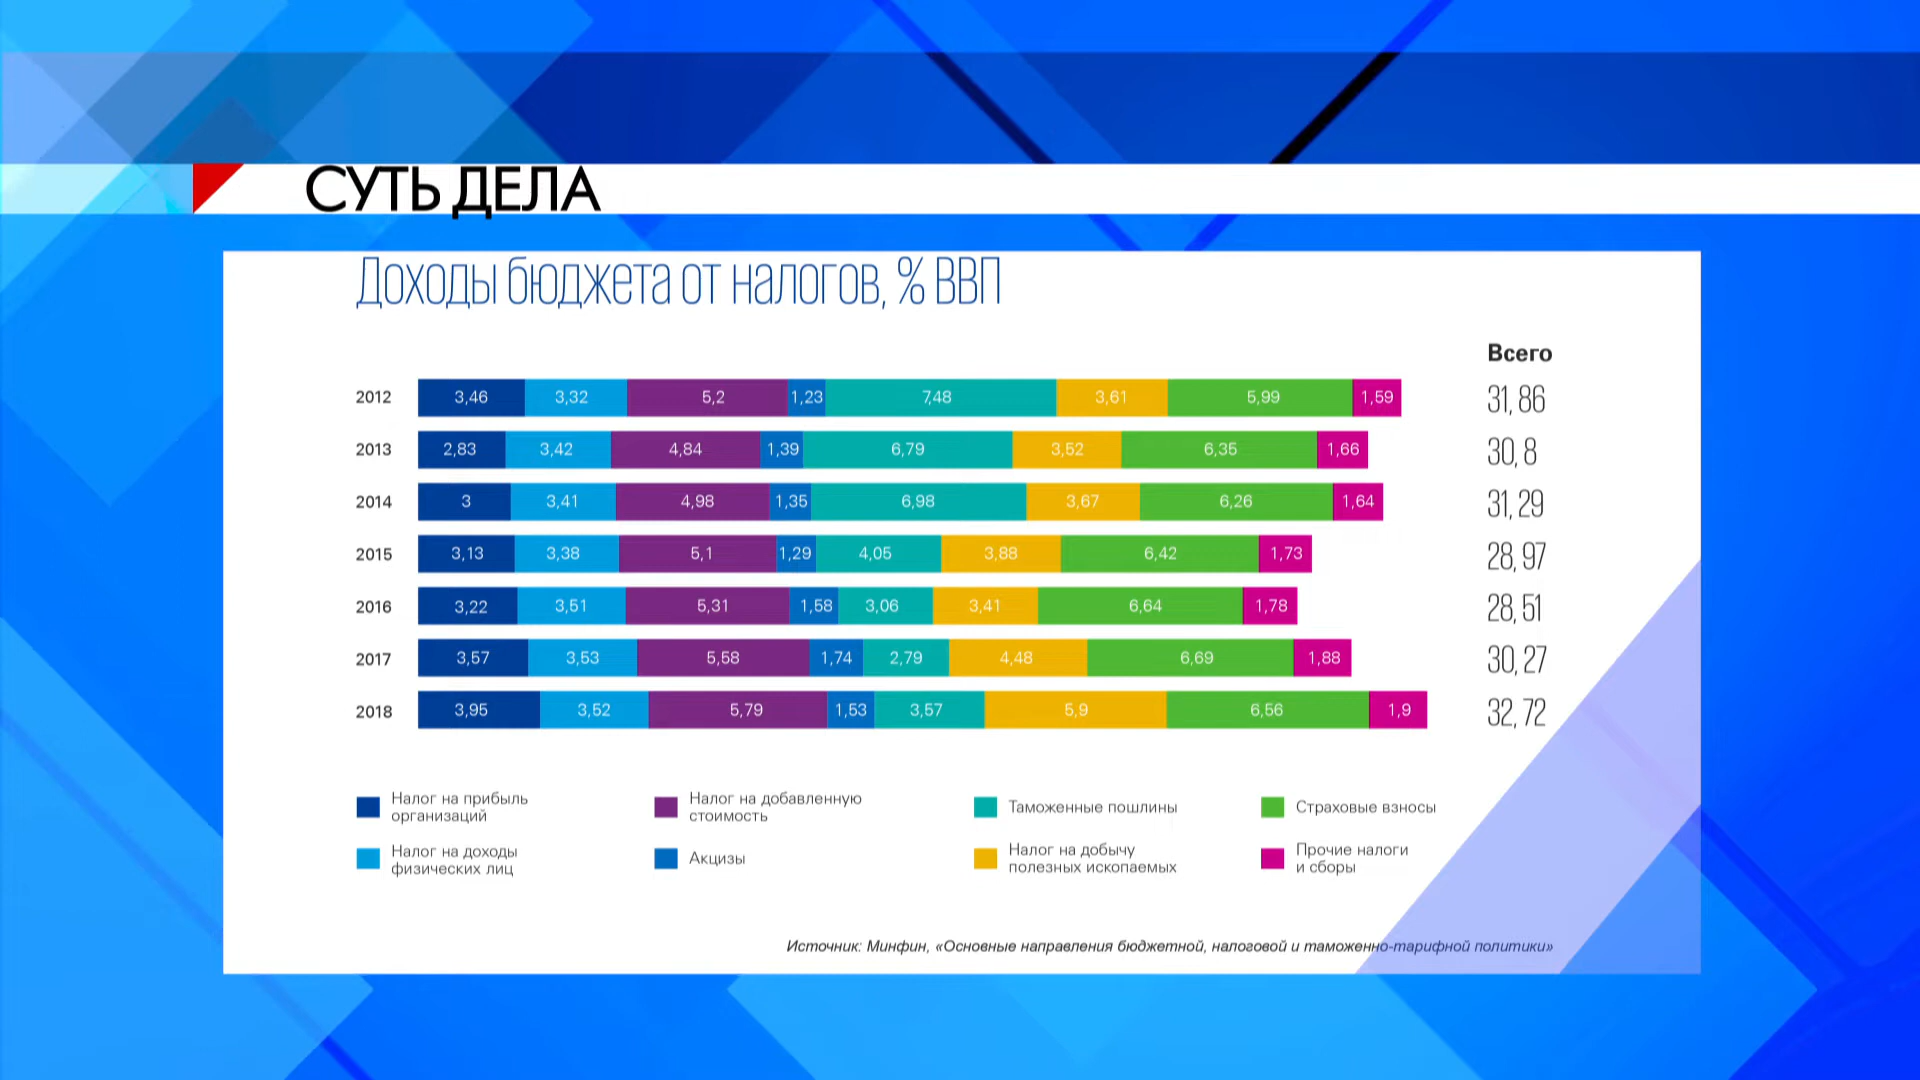 СУТЬ ДЕЛА
Доходы бюджета от налогов, % ВВП
Всего
2012 3,46 3,32 5,2 1,23 7,48 3,61 5,99 1,59 31,86
2013 2,83 3,42 4,84 1,39 6,79 3,52 6,35 1,66 30,8
2014 3 3,41 4,98 1,35 6,98 3,67 6,26 1,64 31,29
2015 3,13 3,38 5,1 1,29 4,05 3,88 6,42 1,73 28,97
2016 3,22 3,51 5,31 1,58 3,06 3,41 6,64 1,78 28,51
2017 3,57 3,53 5,58 1,74 2,79 4,48 6,69 1,88 30,27
2018 3,95 3,52 5,79 1,53 3,57 5,9 6,56 1,9 32,72
Налог на прибыль
организаций
Налог на добавленную
стоимость
Таможенные пошлины
Страховые взносы
Налог на доходы
физических лиц
Акцизы
Налог на добычу
полезных ископаемых
Прочие налоги
и сборы
Источник: Минфин, «Основные направления бюджетной, налоговой и таможенно-тарифной политики»